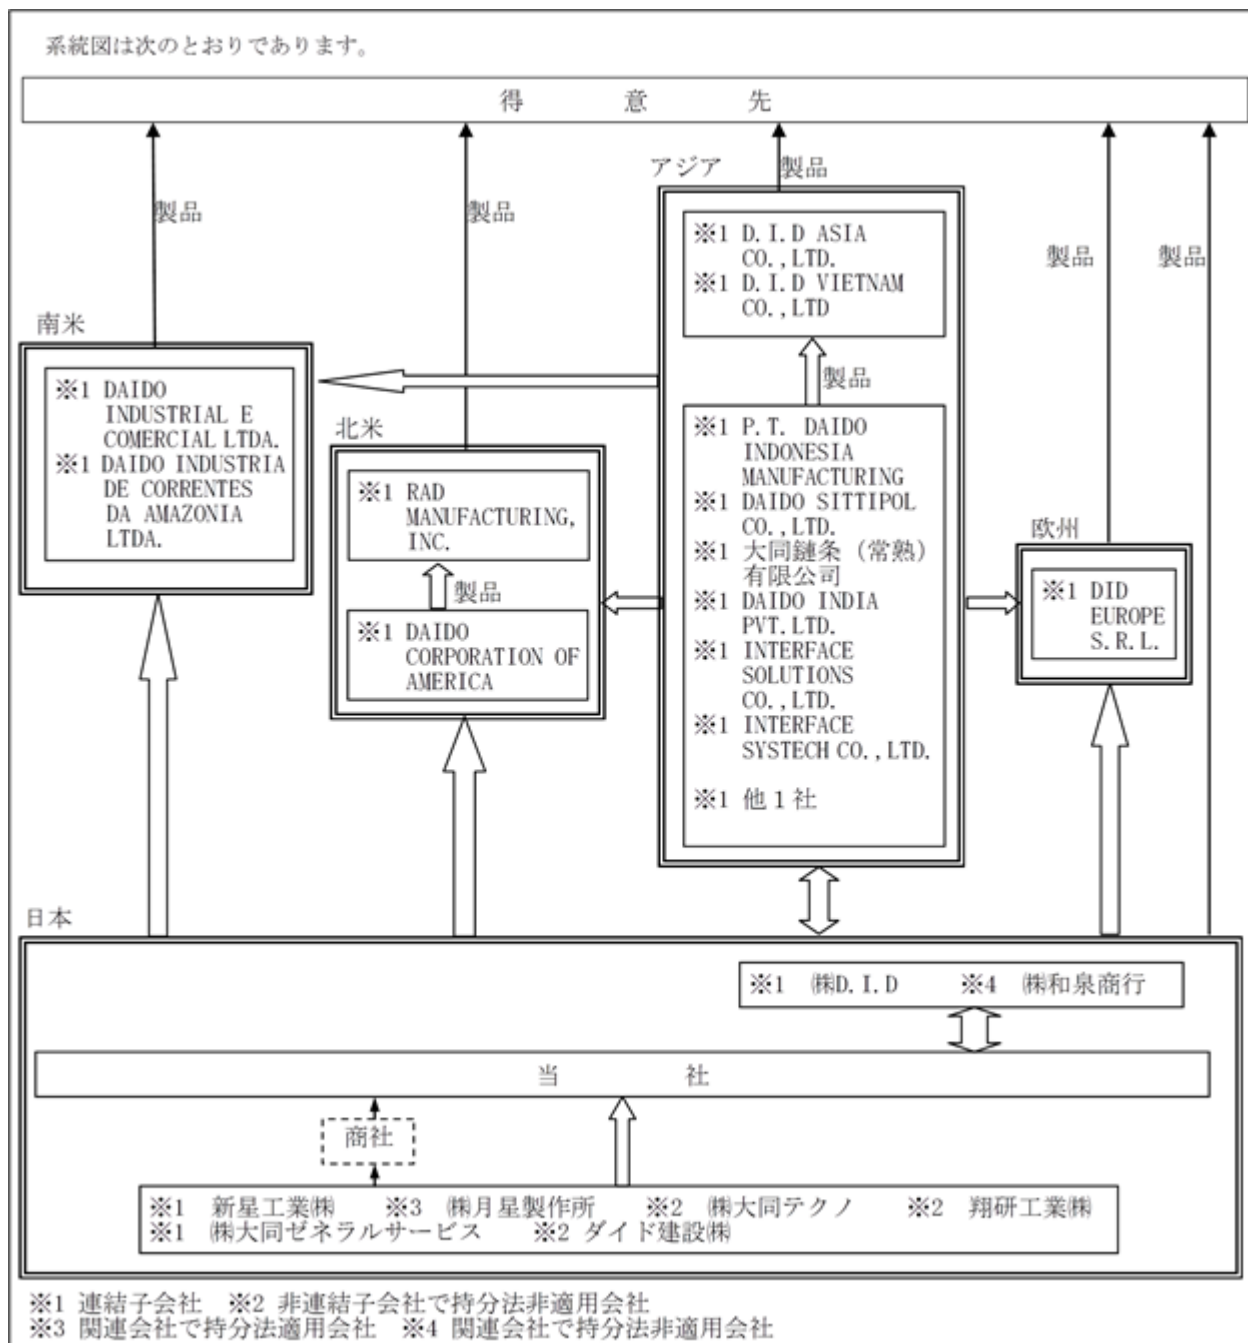 系統図は次のとおりであります。
得意先
アジア
製品
製品
製品
製品
製品
※1 D.I.D ASIA
CO.,LTD.
※1 D.I.D VIETNAM
CO.,LTD
南米
※1 DAIDO
INDUSTRIAL E
COMERCIAL LTDA.
※1 DAIDO INDUSTRIA
DE CORRENTES
DA AMAZONIA
LTDA.
製品
北米
※1 RAD
MANUFACTURING,
INC.
製品
※1 DAIDO
CORPORATION OF
AMERICA
※1 P.T. DAIDO
INDONESIA
MANUFACTURING
※1 DAIDO SITTIPOL
CO.,LTD.
※1 大同鏈条（常熟）
有限公司
※1 DAIDO INDIA
PVT.LTD.
※1 INTERFACE
SOLUTIONS
CO.,LTD.
※1 INTERFACE
SYSTECH CO.,LTD.
※1 他１社
欧州
※1 DID
EUROPE
S.R.L.
日本
※1 ㈱D.I.D ※4 ㈱和泉商行
当社
商社
※1 新星工業㈱ ※3 ㈱月星製作所 ※2 ㈱大同テクノ ※2 翔研工業㈱
※1 ㈱大同ゼネラルサービス ※2 ダイド建設㈱
※1 連結子会社 ※2 非連結子会社で持分法非適用会社
※3 関連会社で持分法適用会社 ※4 関連会社で持分法非適用会社